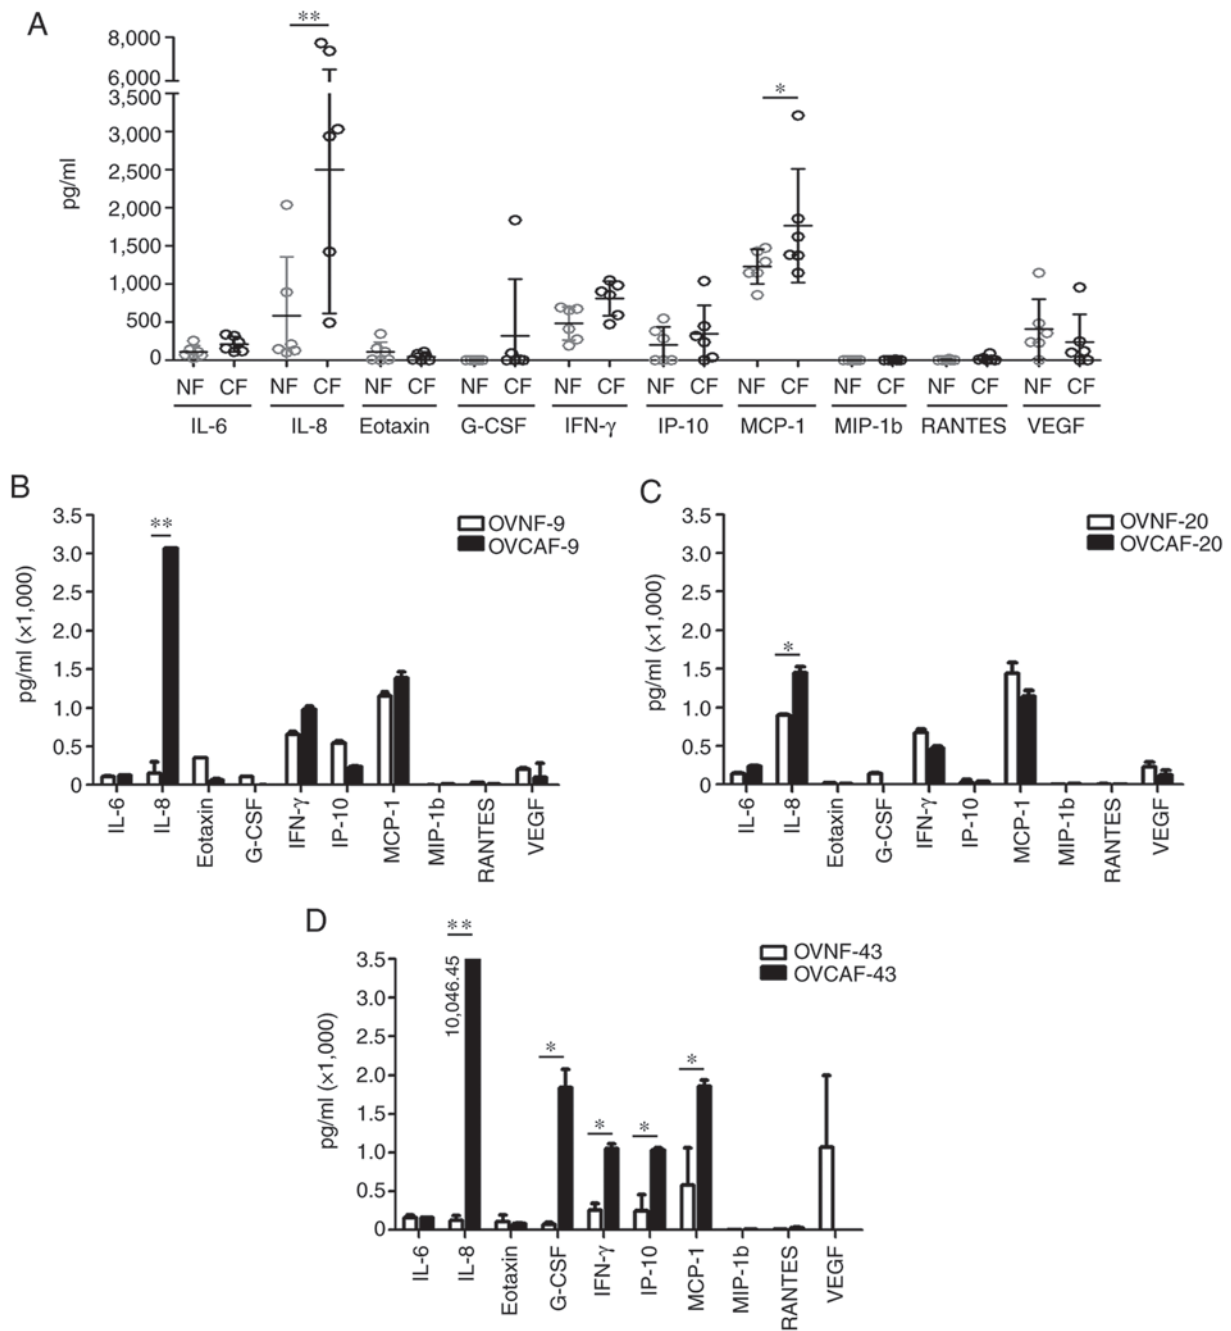 A
**
*
8,000
6,000
3,500
3,000
2,500
2,000
1,500
1,000
500
0
pg/ml
NF CF NF CF NF CF NF CF NF CF NF CF NF CF NF CF NF CF NF CF
IL-6 IL-8 Eotaxin G-CSF IFN-γ IP-10 MCP-1 MIP-1b RANTES VEGF
B
3.5
3.0
2.5
2.0
1.5
1.0
0.5
0
pg/ml (×1,000)
**
OVNF-9
OVCAF-9
IL-6
IL-8
Eotaxin
G-CSF
IFN-γ
IP-10
MCP-1
MIP-1b
RANTES
VEGF
C
3.5
3.0
2.5
2.0
1.5
1.0
0.5
0
pg/ml (×1,000)
*
OVNF-20
OVCAF-20
IL-6
IL-8
Eotaxin
G-CSF
IFN-γ
IP-10
MCP-1
MIP-1b
RANTES
VEGF
D
3.5
3.0
2.5
2.0
1.5
1.0
0.5
0
pg/ml (×1,000)
**
10,046.45
*
*
*
*
OVNF-43
OVCAF-43
IL-6
IL-8
Eotaxin
G-CSF
IFN-γ
IP-10
MCP-1
MIP-1b
RANTES
VEGF